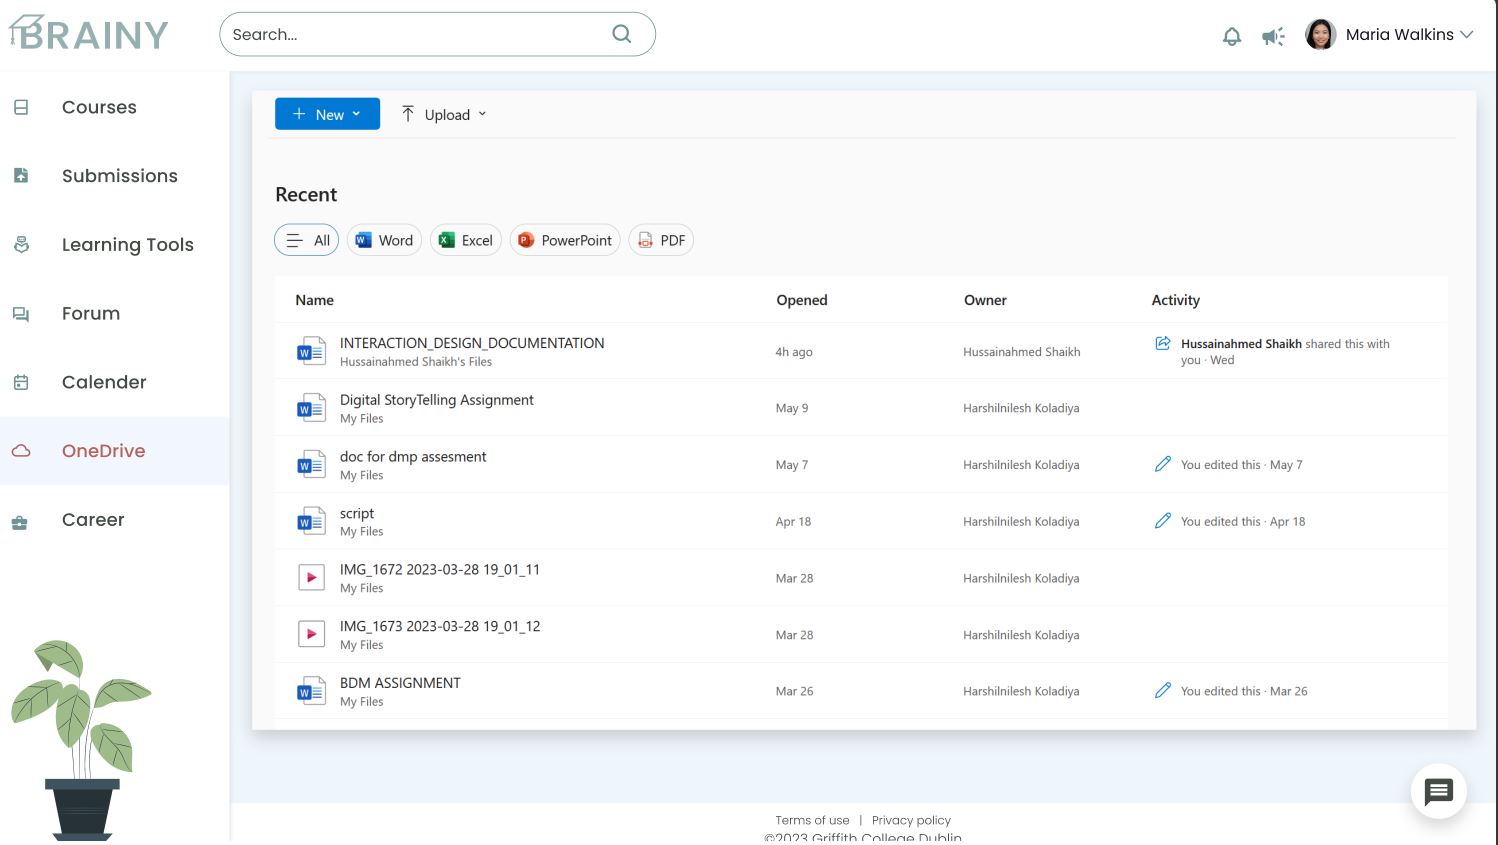 BRAINY
Search...
Maria Walkins
Courses
Submissions
Learning Tools
Forum
Calender
OneDrive
Career
New
Upload
Recent
All
Word
Excel
PowerPoint
PDF
Name Opened Owner Activity
INTERACTION_DESIGN_DOCUMENTATION
Hussainahmed Shaikh's Files
4h ago
Hussainahmed Shaikh
Hussainahmed Shaikh shared this with
you · Wed
Digital StoryTelling Assignment
My Files
May 9
Harshilnilesh Koladiya
doc for dmp assesment
My Files
May 7
Harshilnilesh Koladiya
You edited this · May 7
script
My Files
Apr 18
Harshilnilesh Koladiya
You edited this · Apr 18
IMG_1672 2023-03-28 19_01_11
My Files
Mar 28
Harshilnilesh Koladiya
IMG_1673 2023-03-28 19_01_12
My Files
Mar 28
Harshilnilesh Koladiya
BDM ASSIGNMENT
My Files
Mar 26
Harshilnilesh Koladiya
You edited this · Mar 26
Terms of use | Privacy policy
©2023 Griffith College Dublin